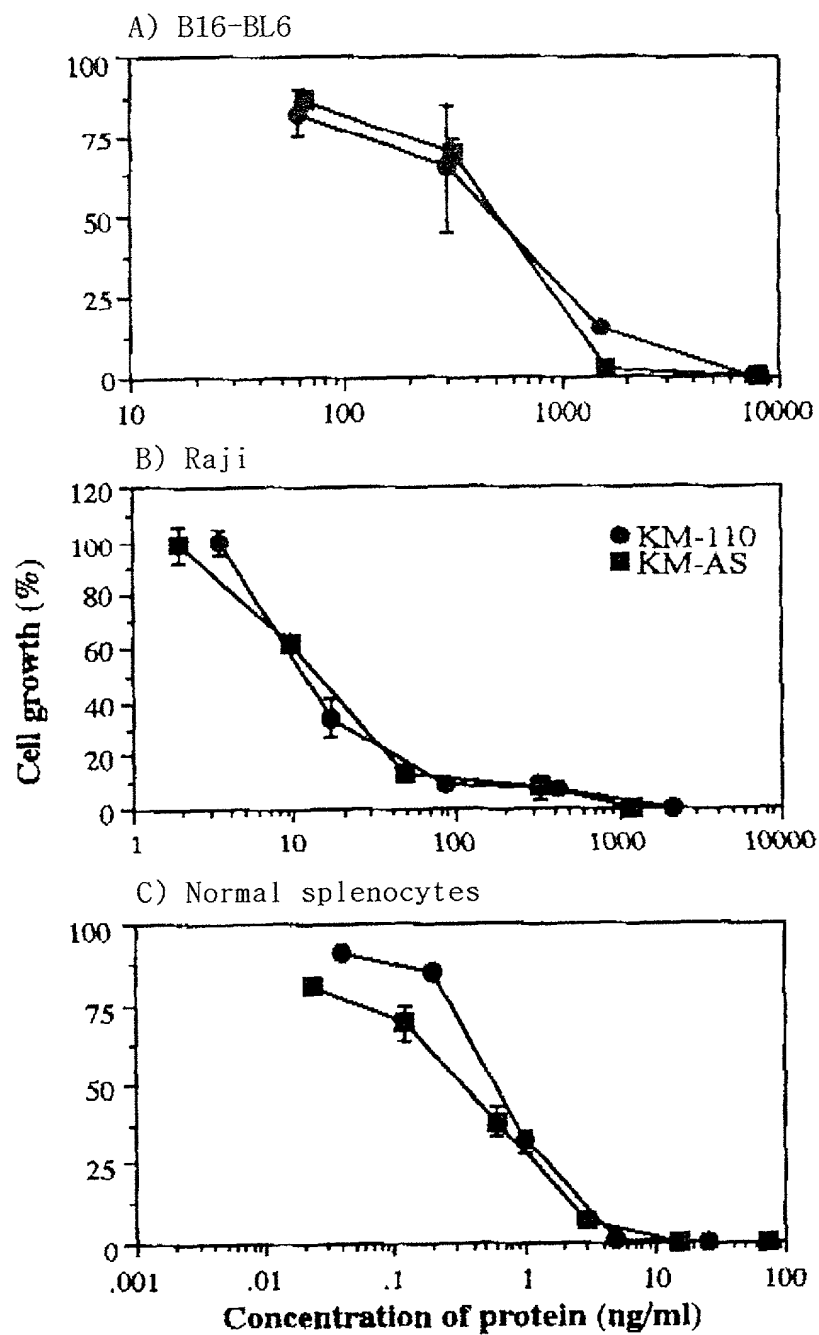 A) B16-BL6
100
75
50
25
0
10 100 1000 10000
B) Raji
120
100
80
60
40
20
0
KM-110
KM-AS
1 10 100 1000 10000
Cell growth (%)
C) Normal splenocytes
100
75
50
25
0
.001 .01 .1 1 10 100
Concentration of protein (ng/ml)